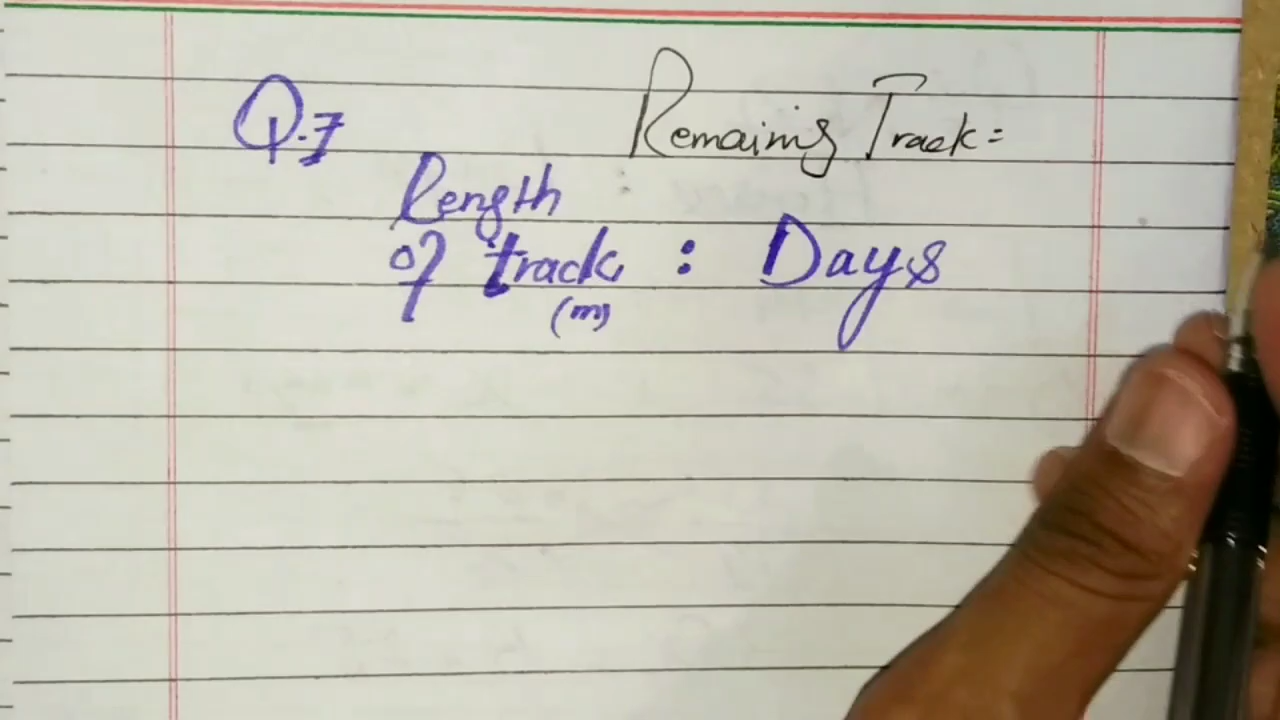 Q.7
Remaing Track =
Length
of track : Days
(m)